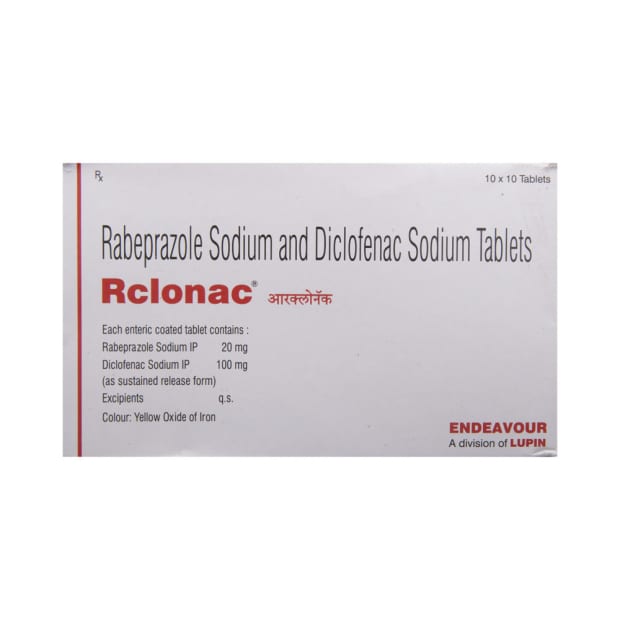 Rx
10 x 10 Tablets
Rabeprazole Sodium and Diclofenac Sodium Tablets
Rclonac® आरक्लोनॅक
Each enteric coated tablet contains :
Rabeprazole Sodium IP 20 mg
Diclofenac Sodium IP 100 mg
(as sustained release form)
Excipients q.s.
Colour: Yellow Oxide of Iron
ENDEAVOUR
A division of LUPIN